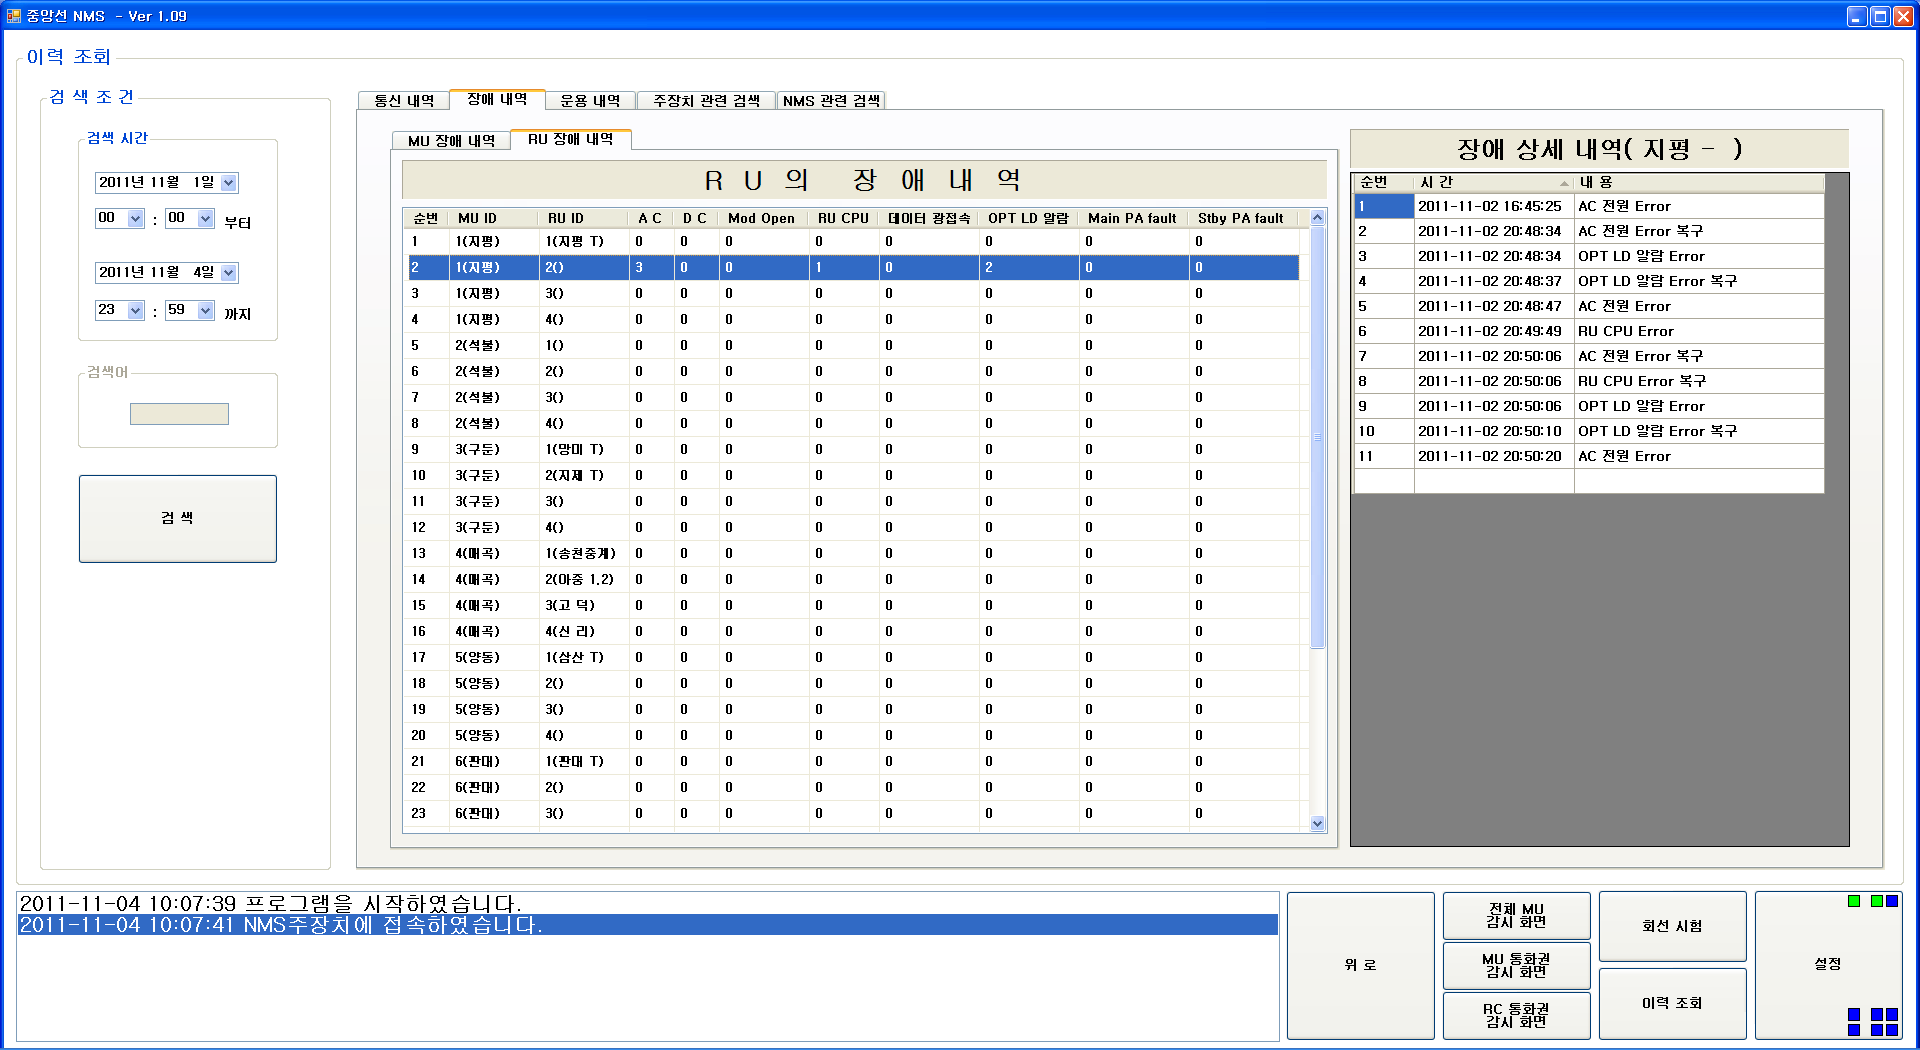 중앙선 NMS - Ver 1.09
이력 조회
검 색 조 건
검색 시간
2011년 11월 1일
00 : 00 부터
2011년 11월 4일
23 : 59 까지
검색어
검 색
통신 내역 장애 내역 운용 내역 주장치 관련 검색 NMS 관련 검색
MU 장애 내역 RU 장애 내역
R U 의 장 애 내 역
순번 MU ID RU ID A C D C Mod Open RU CPU 데이터 광접속 OPT LD 알람 Main PA fault Stby PA fault
1 1(지평) 1(지평 T) 0 0 0 0 0 0 0 0
2 1(지평) 2() 3 0 0 1 0 2 0 0
3 1(지평) 3() 0 0 0 0 0 0 0 0
4 1(지평) 4() 0 0 0 0 0 0 0 0
5 2(석불) 1() 0 0 0 0 0 0 0 0
6 2(석불) 2() 0 0 0 0 0 0 0 0
7 2(석불) 3() 0 0 0 0 0 0 0 0
8 2(석불) 4() 0 0 0 0 0 0 0 0
9 3(구둔) 1(망미 T) 0 0 0 0 0 0 0 0
10 3(구둔) 2(지제 T) 0 0 0 0 0 0 0 0
11 3(구둔) 3() 0 0 0 0 0 0 0 0
12 3(구둔) 4() 0 0 0 0 0 0 0 0
13 4(매곡) 1(송천중계) 0 0 0 0 0 0 0 0
14 4(매곡) 2(아중 1.2) 0 0 0 0 0 0 0 0
15 4(매곡) 3(고 덕) 0 0 0 0 0 0 0 0
16 4(매곡) 4(신 리) 0 0 0 0 0 0 0 0
17 5(양동) 1(삼산 T) 0 0 0 0 0 0 0 0
18 5(양동) 2() 0 0 0 0 0 0 0 0
19 5(양동) 3() 0 0 0 0 0 0 0 0
20 5(양동) 4() 0 0 0 0 0 0 0 0
21 6(판대) 1(판대 T) 0 0 0 0 0 0 0 0
22 6(판대) 2() 0 0 0 0 0 0 0 0
23 6(판대) 3() 0 0 0 0 0 0 0 0
장애 상세 내역( 지평 - )
순번 시 간 내 용
1 2011-11-02 16:45:25 AC 전원 Error
2 2011-11-02 20:48:34 AC 전원 Error 복구
3 2011-11-02 20:48:34 OPT LD 알람 Error
4 2011-11-02 20:48:37 OPT LD 알람 Error 복구
5 2011-11-02 20:48:47 AC 전원 Error
6 2011-11-02 20:49:49 RU CPU Error
7 2011-11-02 20:50:06 AC 전원 Error 복구
8 2011-11-02 20:50:06 RU CPU Error 복구
9 2011-11-02 20:50:06 OPT LD 알람 Error
10 2011-11-02 20:50:10 OPT LD 알람 Error 복구
11 2011-11-02 20:50:20 AC 전원 Error
2011-11-04 10:07:39 프로그램을 시작하였습니다.
2011-11-04 10:07:41 NMS주장치에 접속하였습니다.
위 로
전체 MU
감시 화면
MU 통화권
감시 화면
RC 통화권
감시 화면
회선 시험
이력 조회
설정